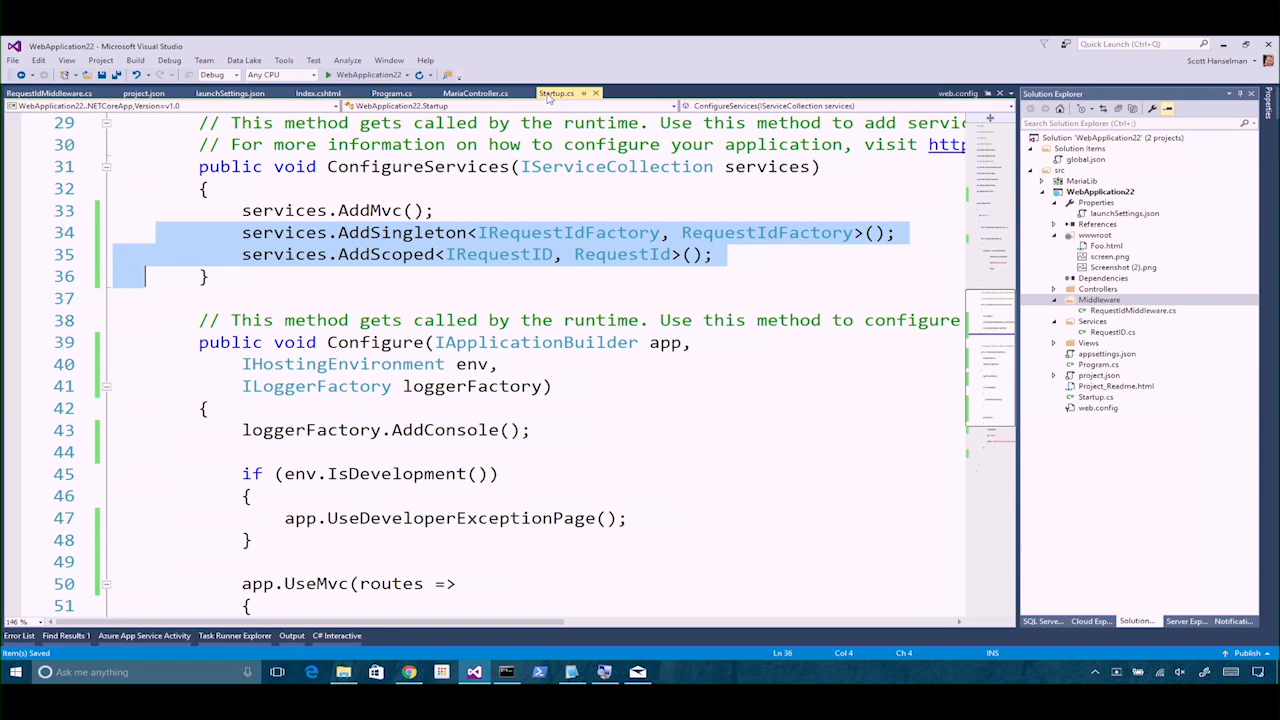 WebApplication22 - Microsoft Visual Studio
Quick Launch (Ctrl+Q)
File Edit View Project Build Debug Team Data Lake Tools Test Analyze Window Help
Scott Hanselman
Debug Any CPU WebApplication22
RequestIdMiddleware.cs project.json launchSettings.json Index.cshtml Program.cs MariaController.cs Startup.cs web.config
WebApplication22..NETCoreApp,Version=v1.0 WebApplication22.Startup ConfigureServices(IServiceCollection services)
29 // This method gets called by the runtime. Use this method to add servic
30 // For more information on how to configure your application, visit http
31 public void ConfigureServices(IServiceCollection services)
32 {
33 services.AddMvc();
34 services.AddSingleton<IRequestIdFactory, RequestIdFactory>();
35 services.AddScoped<IRequestID, RequestId>();
36 }
37
38 // This method gets called by the runtime. Use this method to configure
39 public void Configure(IApplicationBuilder app,
40 IHostingEnvironment env,
41 ILoggerFactory loggerFactory)
42 {
43 loggerFactory.AddConsole();
44
45 if (env.IsDevelopment())
46 {
47 app.UseDeveloperExceptionPage();
48 }
49
50 app.UseMvc(routes =>
51 {
146 %
Solution Explorer
Search Solution Explorer (Ctrl+;)
Solution 'WebApplication22' (2 projects)
Solution Items
global.json
src
MariaLib
WebApplication22
Properties
launchSettings.json
References
wwwroot
Foo.html
screen.png
Screenshot (2).png
Dependencies
Controllers
Middleware
RequestIdMiddleware.cs
Services
RequestID.cs
Views
appsettings.json
Program.cs
project.json
Project_Readme.html
Startup.cs
web.config
SQL Serve... Cloud Exp... Solution... Server Exp... Notificati...
Properties
Error List Find Results 1 Azure App Service Activity Task Runner Explorer Output C# Interactive
Item(s) Saved Ln 36 Col 4 Ch 4 INS Publish
Ask me anything